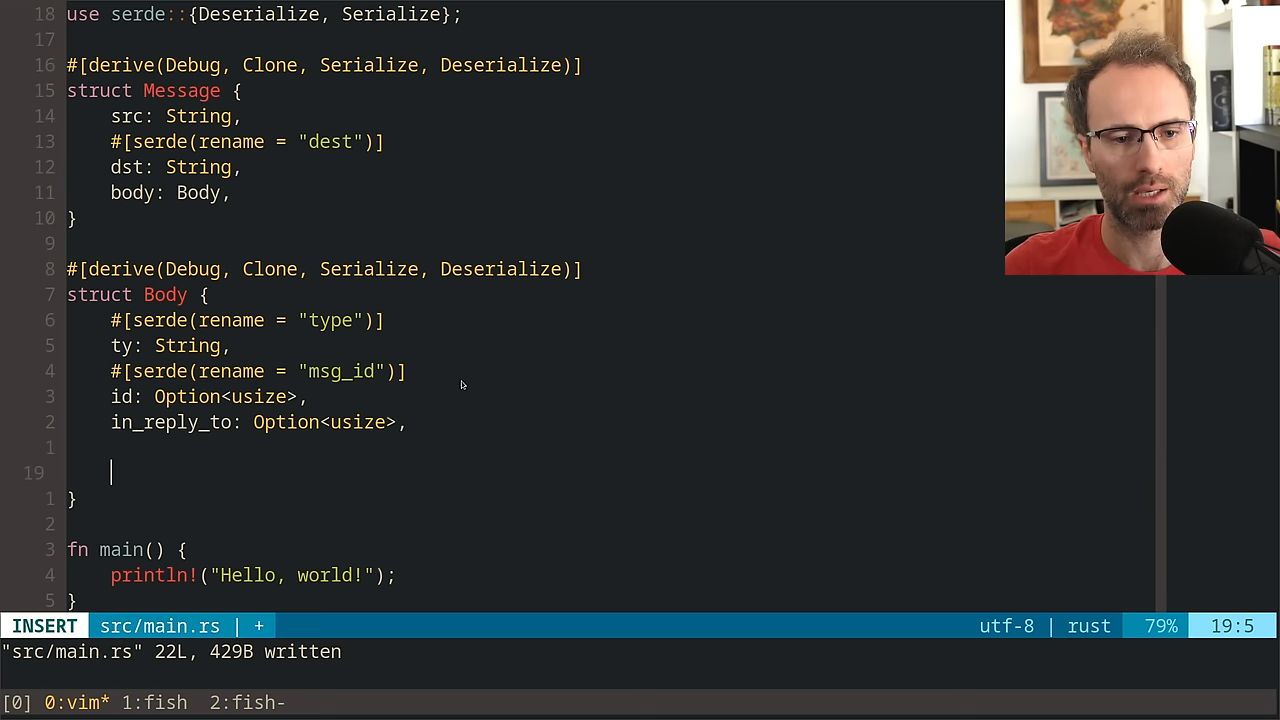 18 use serde::{Deserialize, Serialize};
17
16 #[derive(Debug, Clone, Serialize, Deserialize)]
15 struct Message {
14     src: String,
13     #[serde(rename = "dest")]
12     dst: String,
11     body: Body,
10 }
9
8 #[derive(Debug, Clone, Serialize, Deserialize)]
7 struct Body {
6     #[serde(rename = "type")]
5     ty: String,
4     #[serde(rename = "msg_id")]
3     id: Option<usize>,
2     in_reply_to: Option<usize>,
1
19
1 }
2
3 fn main() {
4     println!("Hello, world!");
5 }
INSERT src/main.rs | + utf-8 | rust 79% 19:5
"src/main.rs" 22L, 429B written
[0] 0:vim* 1:fish 2:fish-